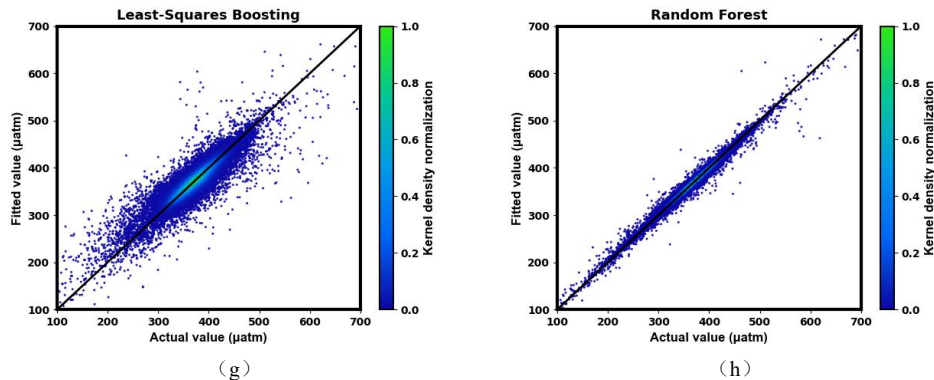 Least-Squares Boosting
700
600
500
400
300
200
100
100 200 300 400 500 600 700
Fitted value (μatm)
Actual value (μatm)
1.0
0.8
0.6
0.4
0.2
0.0
Kernel density normalization
(g)
Random Forest
700
600
500
400
300
200
100
100 200 300 400 500 600 700
Fitted value (μatm)
Actual value (μatm)
1.0
0.8
0.6
0.4
0.2
0.0
Kernel density normalization
(h)